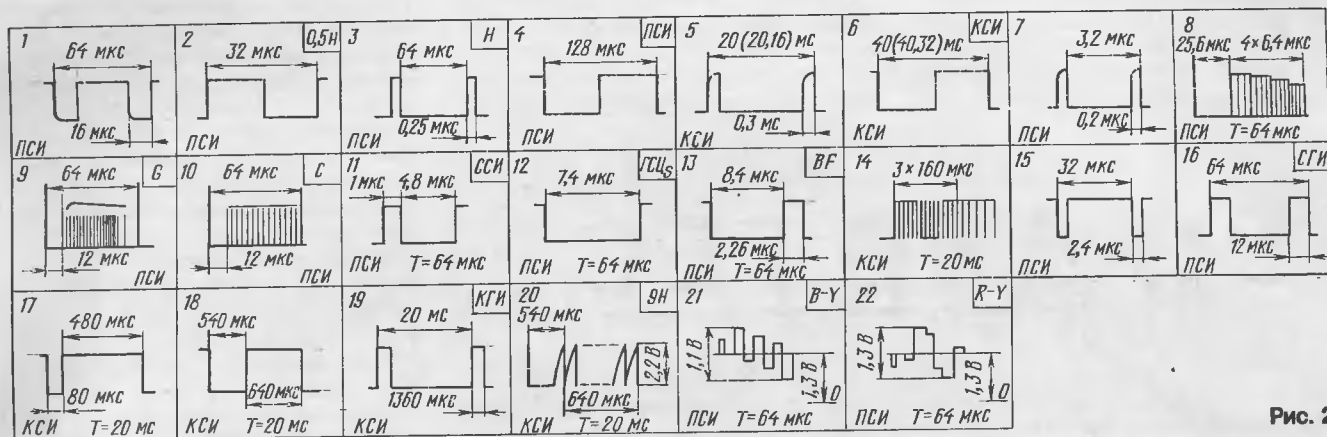 1
64 мкс
16 мкс
ПСИ
2
0,5H
32 мкс
ПСИ
3
H
64 мкс
0,25 мкс
ПСИ
4
ПСИ
128 мкс
ПСИ
5
20 (20,16) мс
0,3 мс
КСИ
6
КСИ
40(40,32) мс
КСИ
7
3,2 мкс
0,2 мкс
ПСИ
8
25,6 мкс 4×6,4 мкс
ПСИ T=64 мкс
9
G
64 мкс
12 мкс
ПСИ
10
C
64 мкс
12 мкс
ПСИ
11
ССИ
1 мкс 4,8 мкс
ПСИ T=64 мкс
12
7,4 мкс
ПСИ T=64 мкс
13
BF
8,4 мкс
2,26 мкс
ПСИ T=64 мкс
14
3×160 мкс
КСИ T=20 мс
15
32 мкс
2,4 мкс
ПСИ
16
СГИ
64 мкс
12 мкс
ПСИ
17
480 мкс
80 мкс
КСИ T=20 мс
18
540 мкс
640 мкс
КСИ T=20 мс
19
КГИ
20 мс
1360 мкс
КСИ
20
9H
540 мкс
2,2 В
640 мкс
КСИ T=20 мс
21
B-Y
1,1 В
1,3 В
0
ПСИ T=64 мкс
22
R-Y
1,3 В
1,3 В
0
ПСИ T=64 мкс
Рис. 2